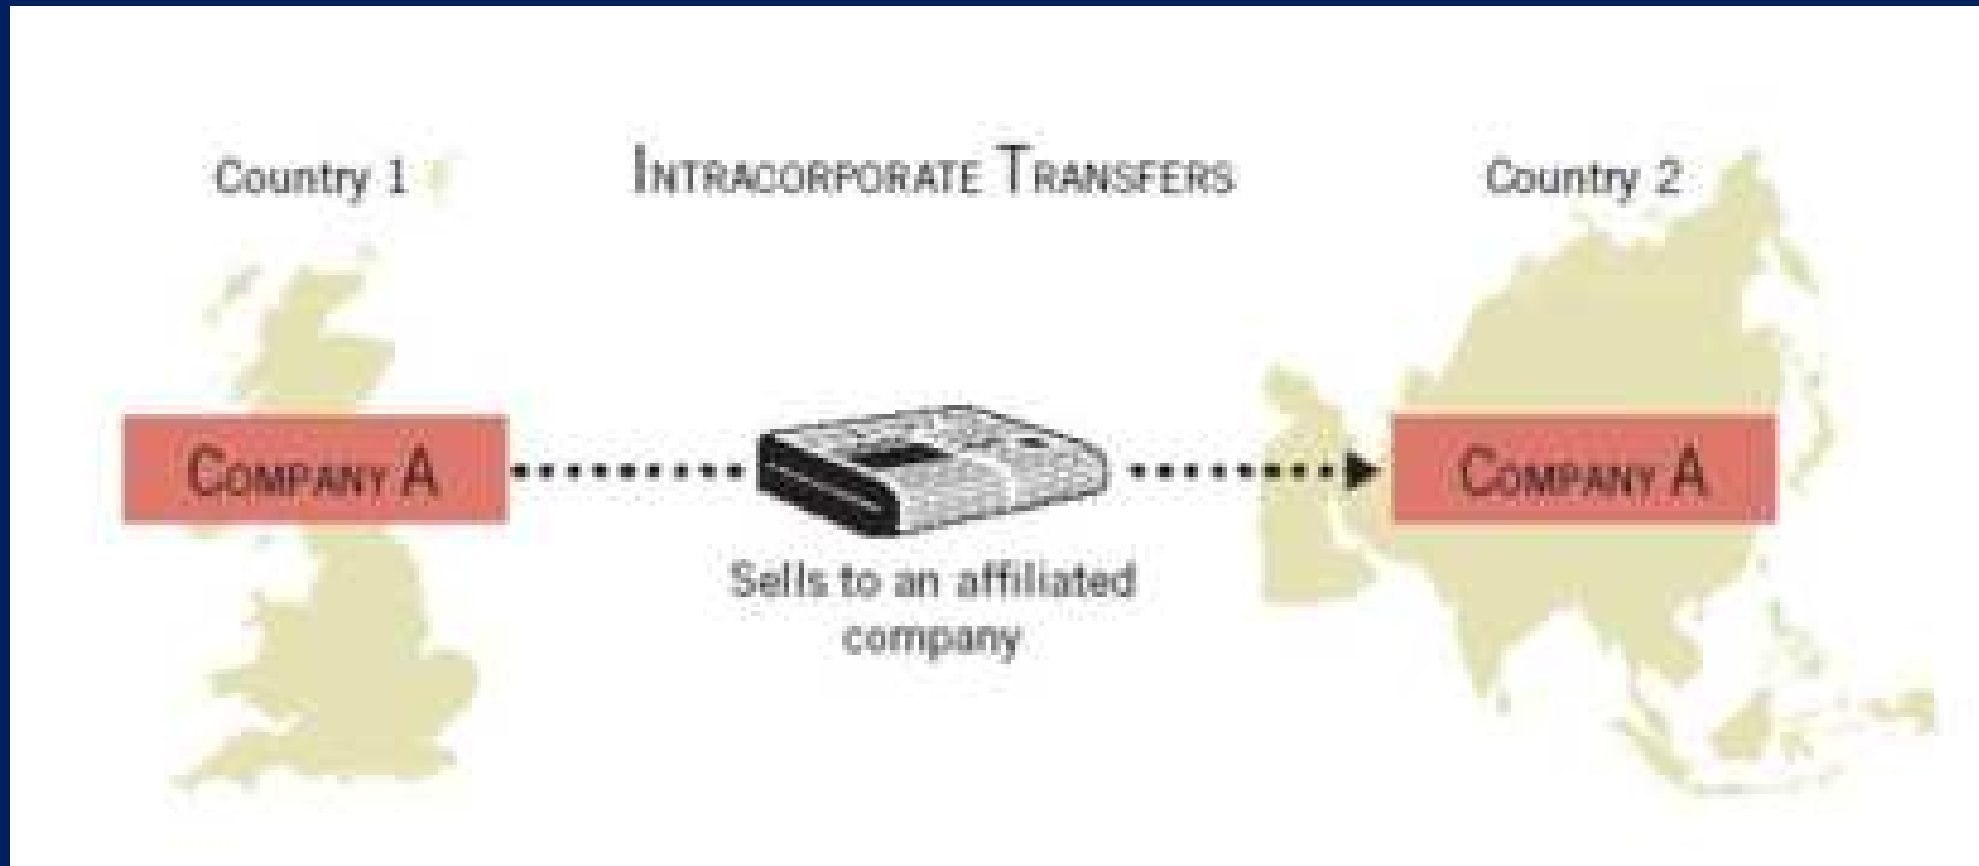 Country 1
INTRACORPORATE TRANSFERS
Country 2
COMPANY A
COMPANY A
Sells to an affiliated
company